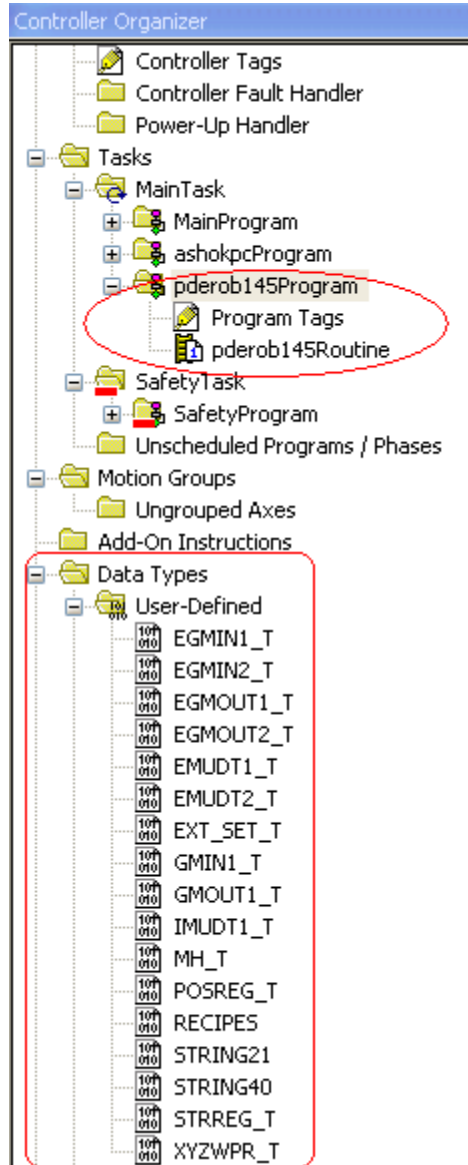 Controller Organizer
Controller Tags
Controller Fault Handler
Power-Up Handler
Tasks
MainTask
MainProgram
ashokpcProgram
pderob145Program
Program Tags
pderob145Routine
SafetyTask
SafetyProgram
Unscheduled Programs / Phases
Motion Groups
Ungrouped Axes
Add-On Instructions
Data Types
User-Defined
EGMIN1_T
EGMIN2_T
EGMOUT1_T
EGMOUT2_T
EMUDT1_T
EMUDT2_T
EXT_SET_T
GMIN1_T
GMOUT1_T
IMUDT1_T
MH_T
POSREG_T
RECIPES
STRING21
STRING40
STRREG_T
XYZWPR_T